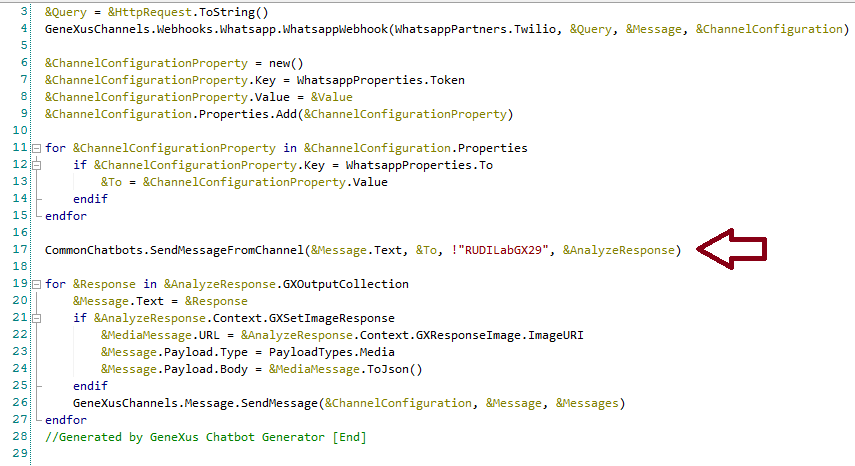 3 &Query = &HttpRequest.ToString()
4 GeneXusChannels.Webhooks.Whatsapp.WhatsappWebhook(WhatspPartners.Twilio, &Query, &Message, &ChannelConfiguration)
5
6 &ChannelConfigurationProperty = new()
7 &ChannelConfigurationProperty.Key = WhatsappProperties.Token
8 &ChannelConfigurationProperty.Value = &Value
9 &ChannelConfiguration.Properties.Add(&ChannelConfigurationProperty)
10
11 for &ChannelConfigurationProperty in &ChannelConfiguration.Properties
12 if &ChannelConfigurationProperty.Key = WhatsappProperties.To
13 &To = &ChannelConfigurationProperty.Value
14 endif
15 endfor
16
17 CommonChatbots.SendMessageFromChannel(&Message.Text, &To, !"RUDILabGX29", &AnalyzeResponse)
18
19 for &Response in &AnalyzeResponse.GXOutputCollection
20 &Message.Text = &Response
21 if &AnalyzeResponse.Context.GXSetImageResponse
22 &MediaMessage.URL = &AnalyzeResponse.Context.GXResponseImage.ImageURI
23 &Message.Payload.Type = PayloadTypes.Media
24 &Message.Payload.Body = &MediaMessage.ToJson()
25 endif
26 GeneXusChannels.Message.SendMessage(&ChannelConfiguration, &Message, &Messages)
27 endfor
28 //Generated by GeneXus Chatbot Generator [End]
29